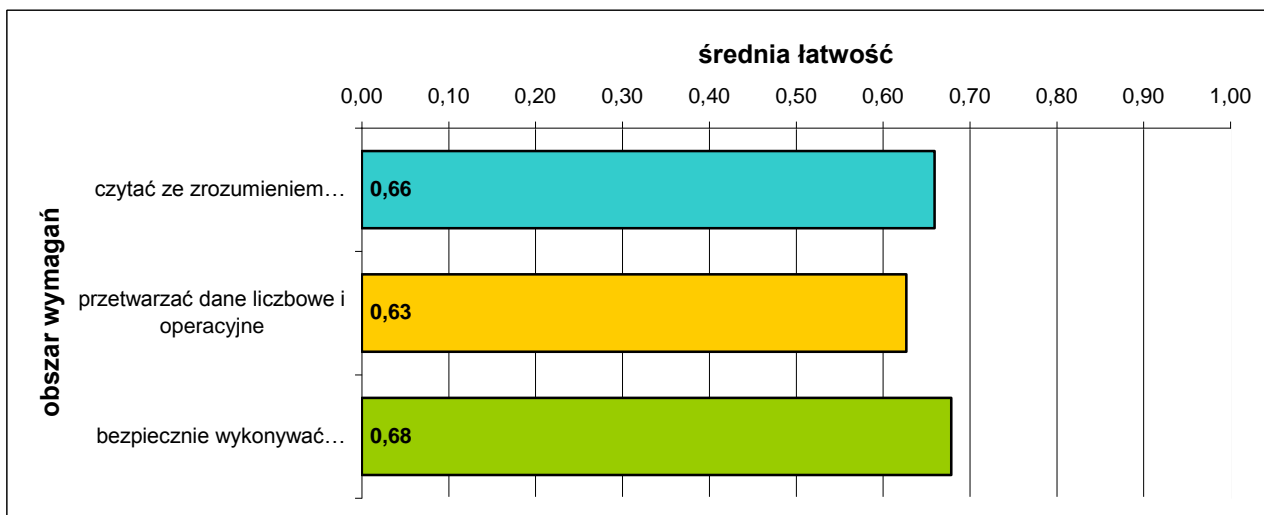 średnia łatwość
0,00 0,10 0,20 0,30 0,40 0,50 0,60 0,70 0,80 0,90 1,00
obszar wymagań
czytać ze zrozumieniem…
0,66
przetwarzać dane liczbowe i
operacyjne
0,63
bezpiecznie wykonywać…
0,68